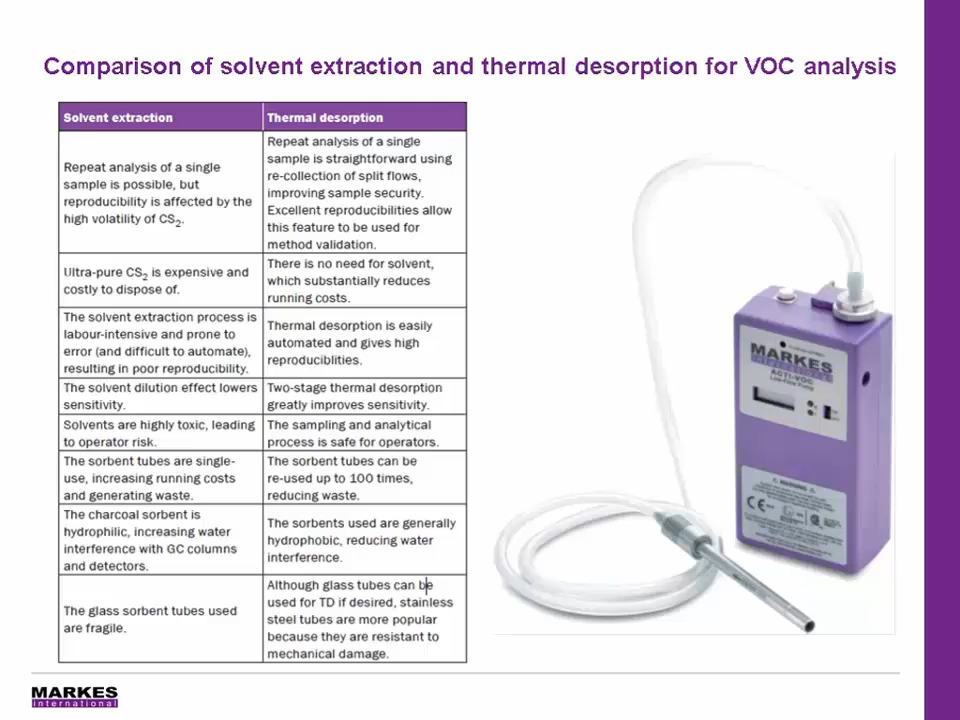 Comparison of solvent extraction and thermal desorption for VOC analysis
Solvent extraction
Thermal desorption
Repeat analysis of a single
sample is possible, but
reproducibility is affected by the
high volatility of CS2.
Repeat analysis of a single
sample is straightforward using
re-collection of split flows,
improving sample security.
Excellent reproducibilities allow
this feature to be used for
method validation.
Ultra-pure CS2 is expensive and
costly to dispose of.
There is no need for solvent,
which substantially reduces
running costs.
The solvent extraction process is
labour-intensive and prone to
error (and difficult to automate),
resulting in poor reproducibility.
Thermal desorption is easily
automated and gives high
reproduciblities.
The solvent dilution effect lowers
sensitivity.
Two-stage thermal desorption
greatly improves sensitivity.
Solvents are highly toxic, leading
to operator risk.
The sampling and analytical
process is safe for operators.
The sorbent tubes are single-
use, increasing running costs
and generating waste.
The sorbent tubes can be
re-used up to 100 times,
reducing waste.
The charcoal sorbent is
hydrophilic, increasing water
interference with GC columns
and detectors.
The sorbents used are generally
hydrophobic, reducing water
interference.
The glass sorbent tubes used
are fragile.
Although glass tubes can be
used for TD if desired, stainless
steel tubes are more popular
because they are resistant to
mechanical damage.
MARKES
international
ACTI-VOC
Low-Flow Pump
WARNING
CE
MARKES
international